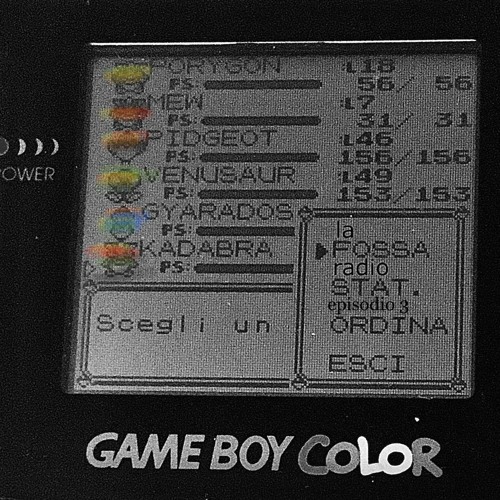 PORYGON :L18
PS: 56/ 56
MEW :L7
PS: 31/ 31
PIDGEOT :L46
PS: 156/156
VENUSAUR :L49
PS: 153/153
GYARADOS
PS:
KADABRA
PS:
la
FOSSA
radio
STAT.
episodio 3
ORDINA
ESCI
Scegli un
POWER
GAME BOY COLOR